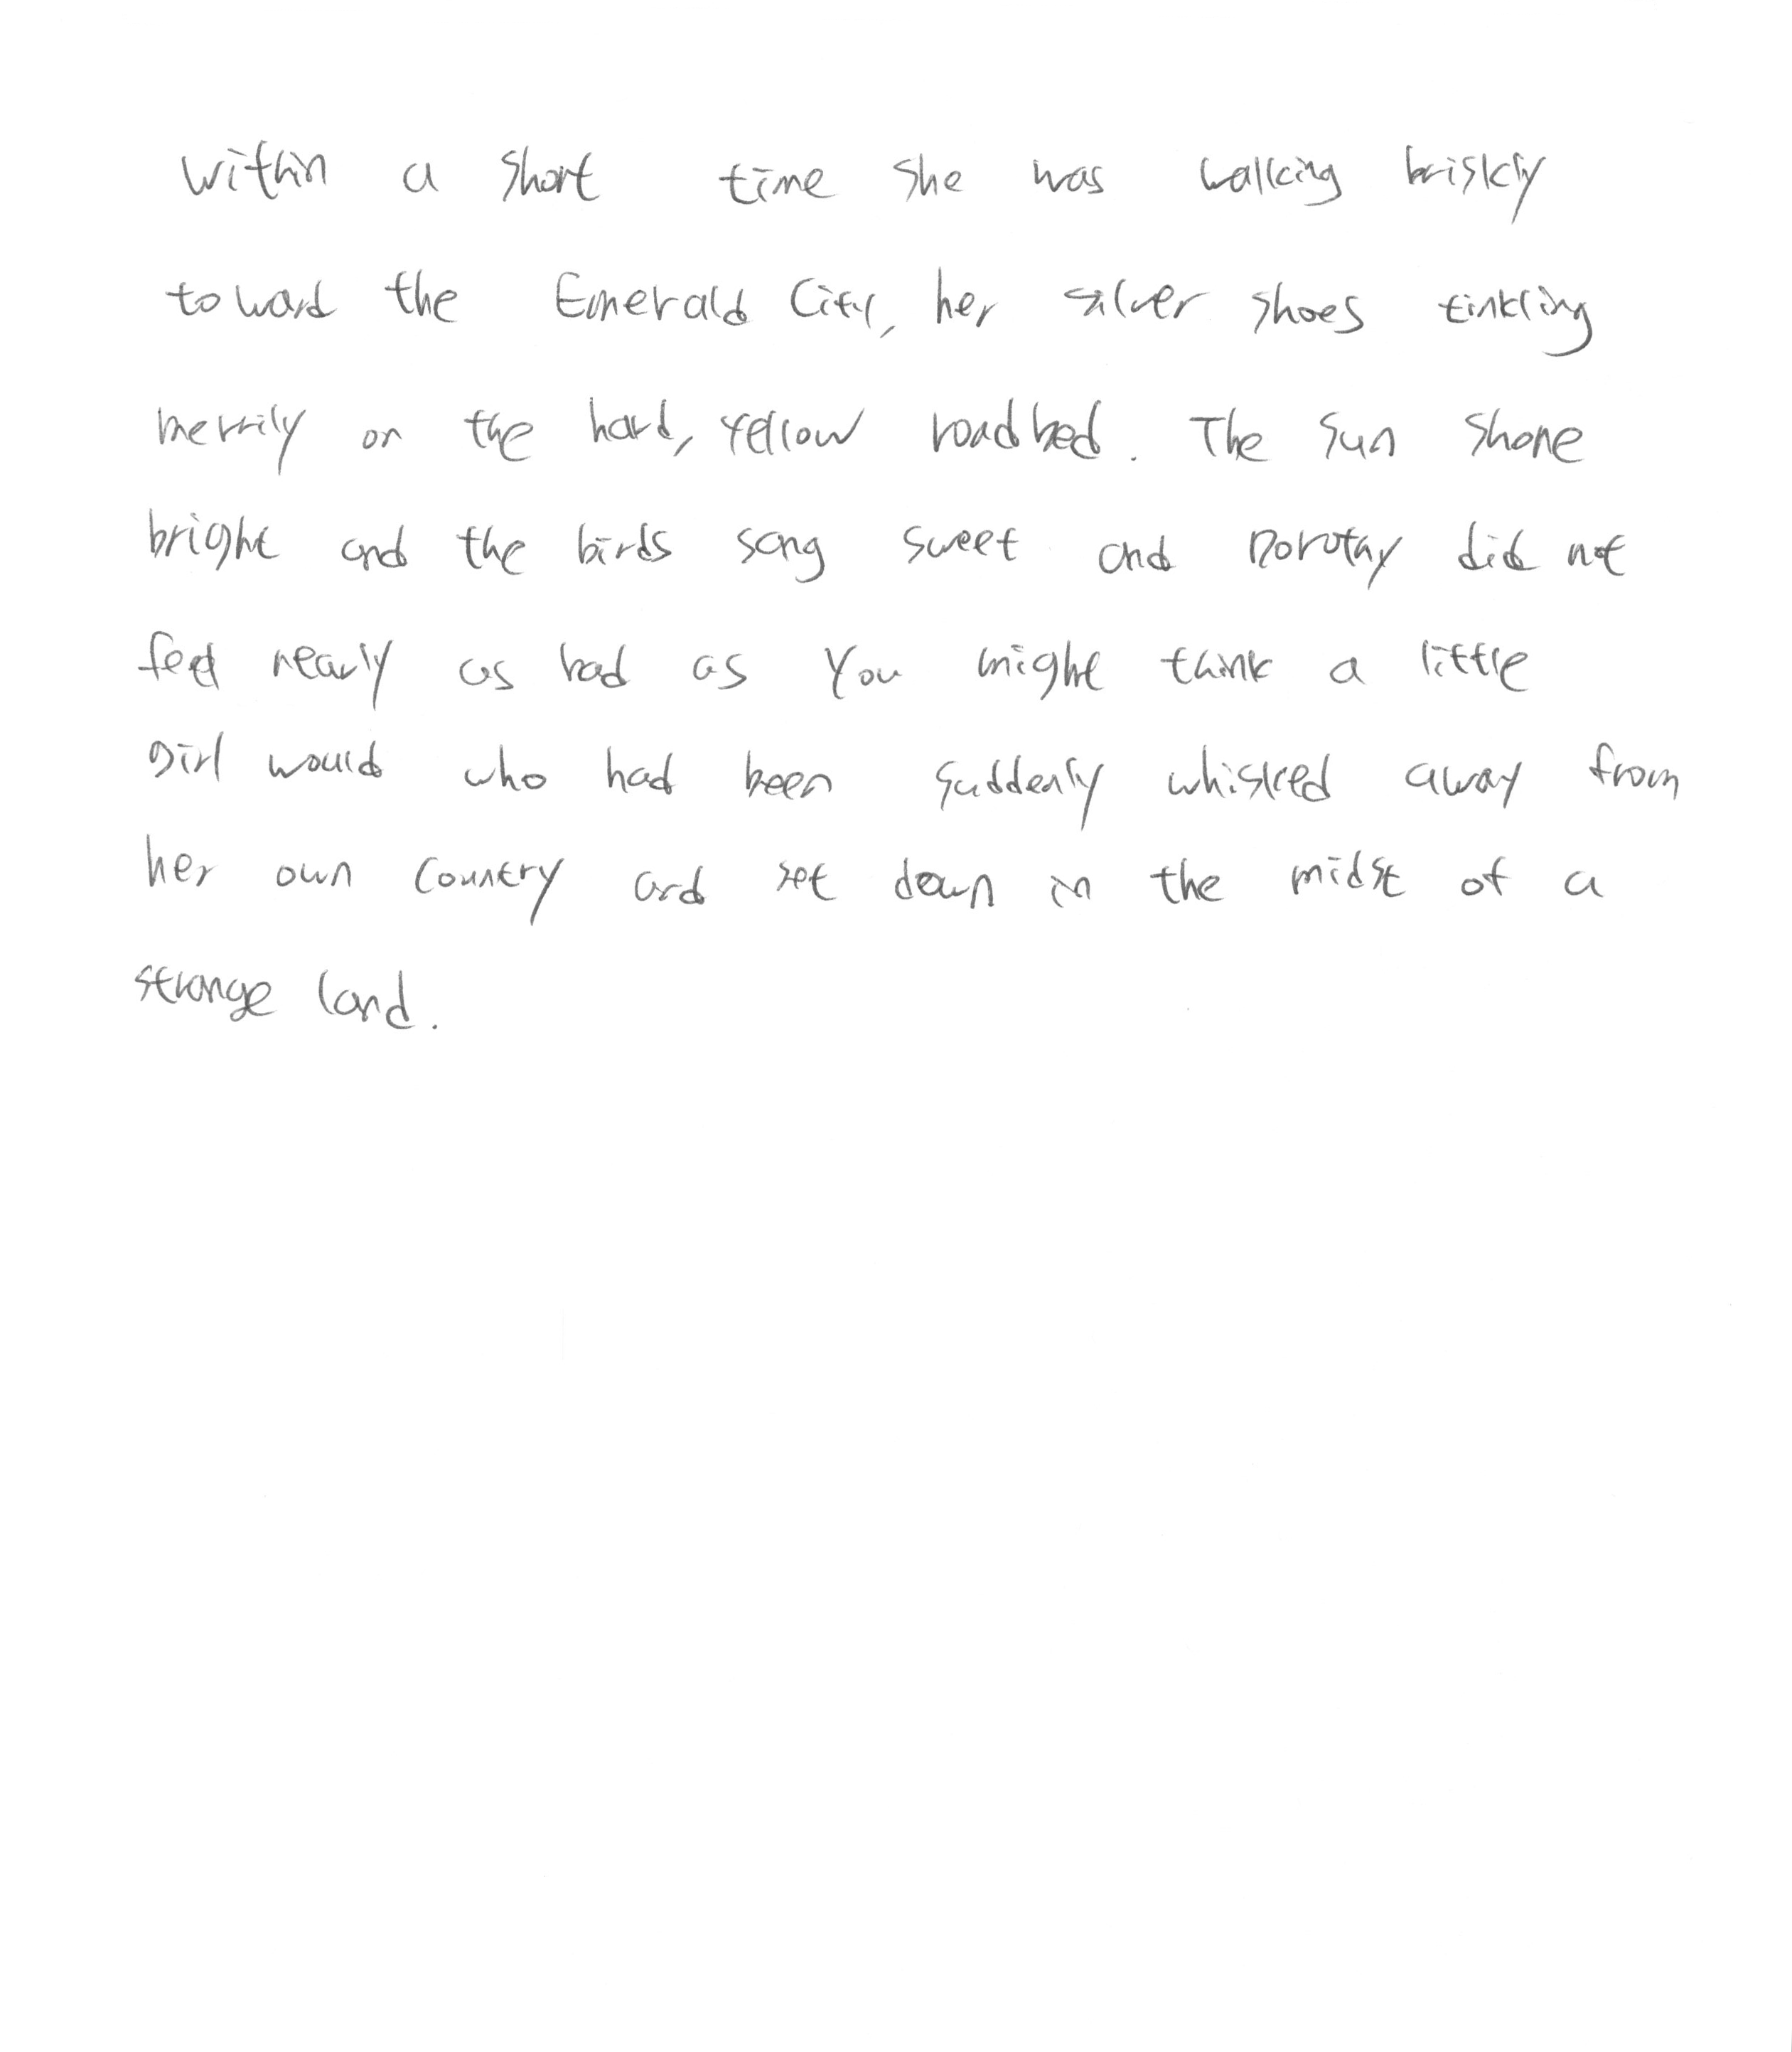 Within a short time she was walking briskly
toward the Emerald City, her silver shoes tinkling
merrily on the hard, yellow roadbed. The sun shone
bright and the birds sang sweet and Dorothy did not
feel nearly as bad as you might think a little
girl would who had been suddenly whisked away from
her own country and set down in the midst of a
strange land.